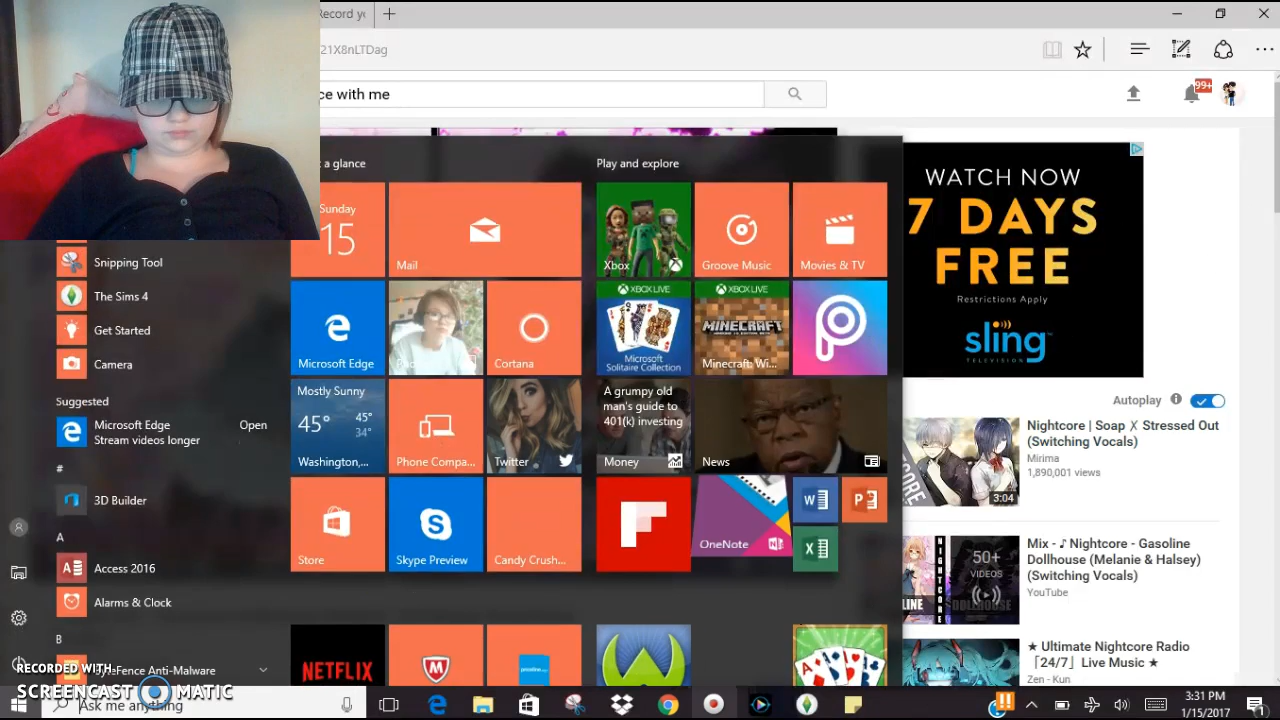 Record yo
21X8nLTDag
ce with me
99+
a glance
Play and explore
Sunday
15
Mail
Xbox
Groove Music
Movies & TV
Snipping Tool
The Sims 4
Get Started
Camera
Microsoft Edge
Cortana
XBOX LIVE
Microsoft
Solitaire Collection
XBOX LIVE
MINECRAFT
Minecraft: Wi...
WATCH NOW
7 DAYS
FREE
Restrictions Apply
sling
TELEVISION
Suggested
Microsoft Edge
Stream videos longer
Open
Mostly Sunny
45°
45°
34°
Washington,...
Phone Compa...
Twitter
A grumpy old
man's guide to
401(k) investing
Money
News
Autoplay
Nightcore | Soap ☓ Stressed Out
(Switching Vocals)
Mirima
1,890,001 views
3:04
#
3D Builder
A
Access 2016
Alarms & Clock
B
Store
Skype Preview
Candy Crush...
OneNote
50+
VIDEOS
Mix - ♪ Nightcore - Gasoline
Dollhouse (Melanie & Halsey)
(Switching Vocals)
YouTube
NETFLIX
priceline
★ Ultimate Nightcore Radio
「24/7」 Live Music ★
Zen - Kun
ByteFence Anti-Malware
RECORDED WITH
SCREENCAST MATIC
Ask me anything
3:31 PM
1/15/2017